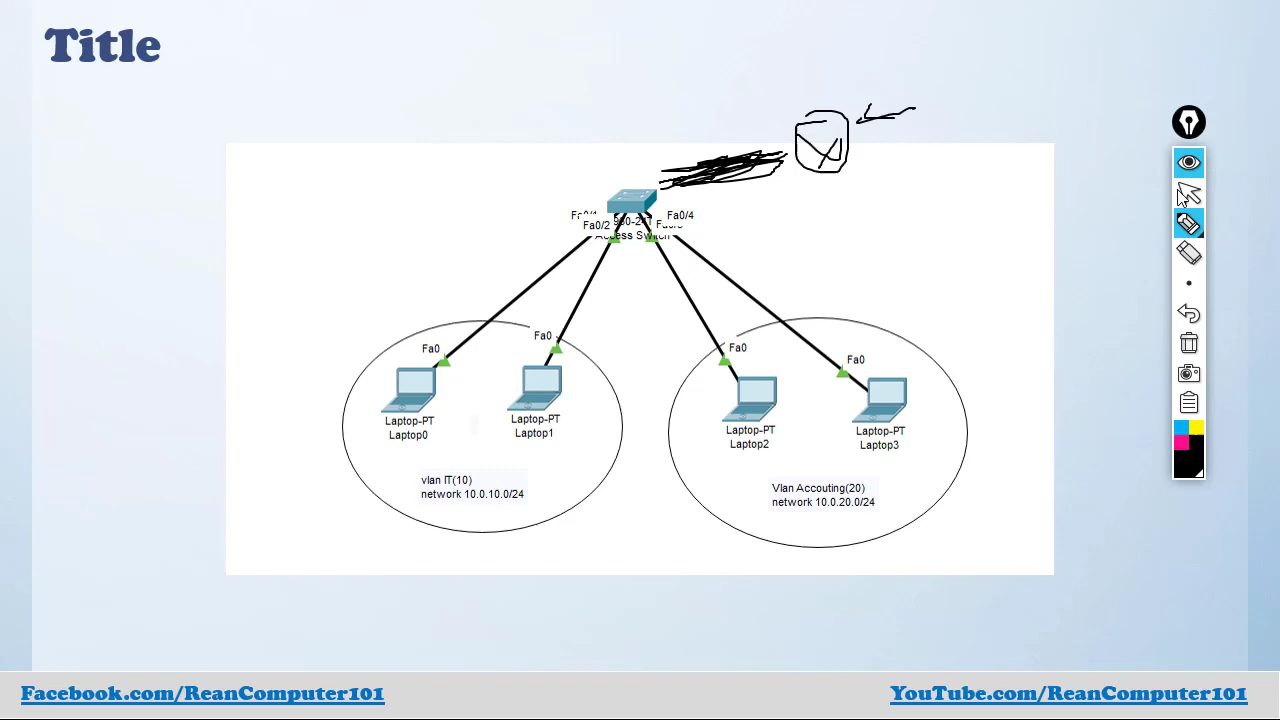 Title
Fa0/2
Fa0/4
Access Switch
Fa0
Fa0
Fa0
Fa0
Laptop-PT
Laptop0
Laptop-PT
Laptop1
Laptop-PT
Laptop2
Laptop-PT
Laptop3
vlan IT(10)
network 10.0.10.0/24
Vlan Accouting(20)
network 10.0.20.0/24
Facebook.com/ReanComputer101
YouTube.com/ReanComputer101